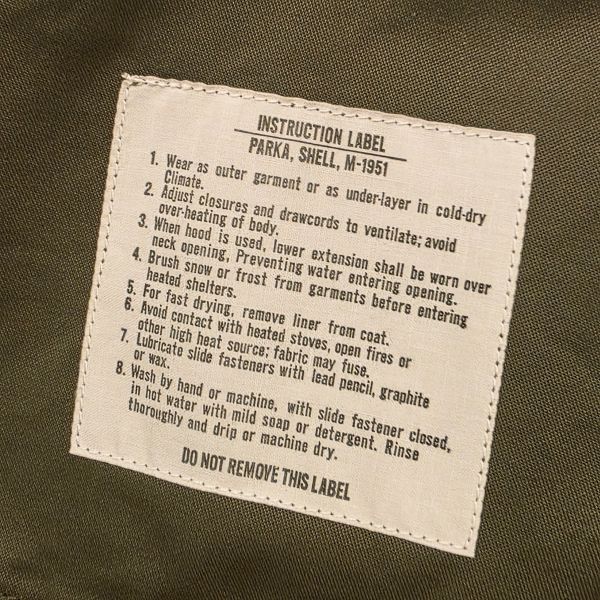 INSTRUCTION LABEL
PARKA, SHELL, M-1951
1. Wear as outer garment or as under-layer in cold-dry
Climate.
2. Adjust closures and drawcords to ventilate; avoid
over-heating of body.
3. When hood is used, lower extension shall be worn over
neck opening, Preventing water entering opening.
4. Brush snow or frost from garments before entering
heated shelters.
5. For fast drying, remove liner from coat.
6. Avoid contact with heated stoves, open fires or
other high heat source; fabric may fuse.
7. Lubricate slide fasteners with lead pencil, graphite
or wax.
8. Wash by hand or machine, with slide fastener closed,
in hot water with mild soap or detergent. Rinse
thoroughly and drip or machine dry.
DO NOT REMOVE THIS LABEL